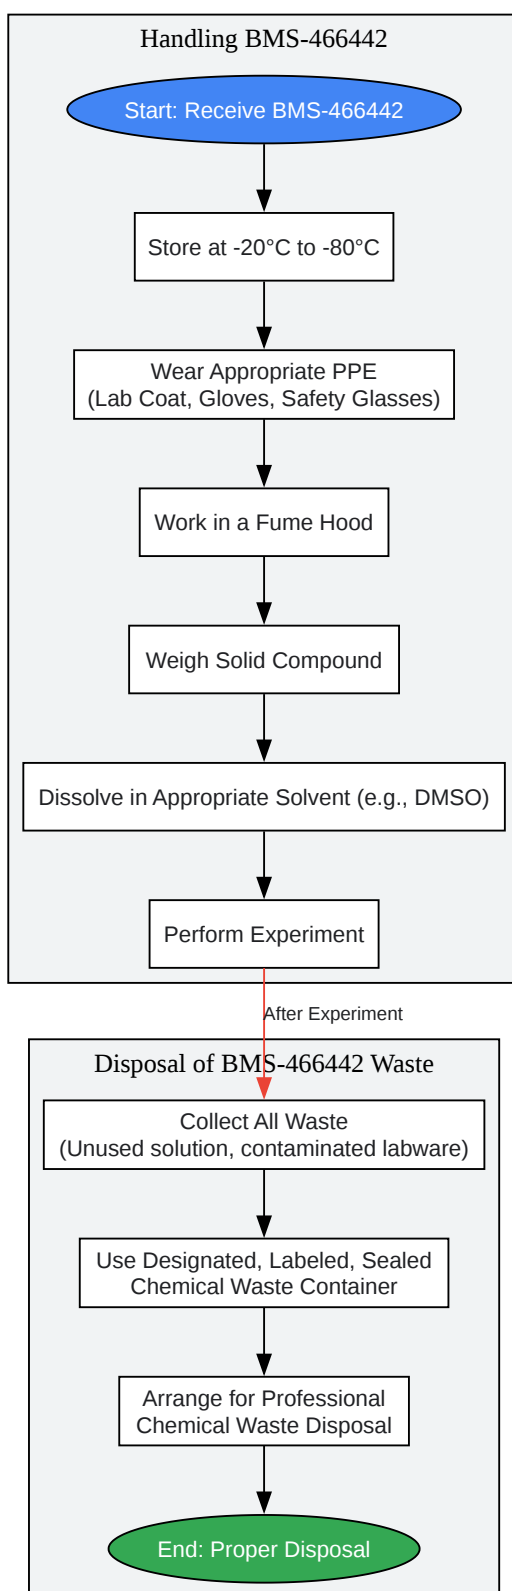 Handling BMS-466442
Start: Receive BMS-466442
Store at -20°C to -80°C
Wear Appropriate PPE
(Lab Coat, Gloves, Safety Glasses)
Work in a Fume Hood
Weigh Solid Compound
Dissolve in Appropriate Solvent (e.g., DMSO)
Perform Experiment
After Experiment
Disposal of BMS-466442 Waste
Collect All Waste
(Unused solution, contaminated labware)
Use Designated, Labeled, Sealed
Chemical Waste Container
Arrange for Professional
Chemical Waste Disposal
End: Proper Disposal